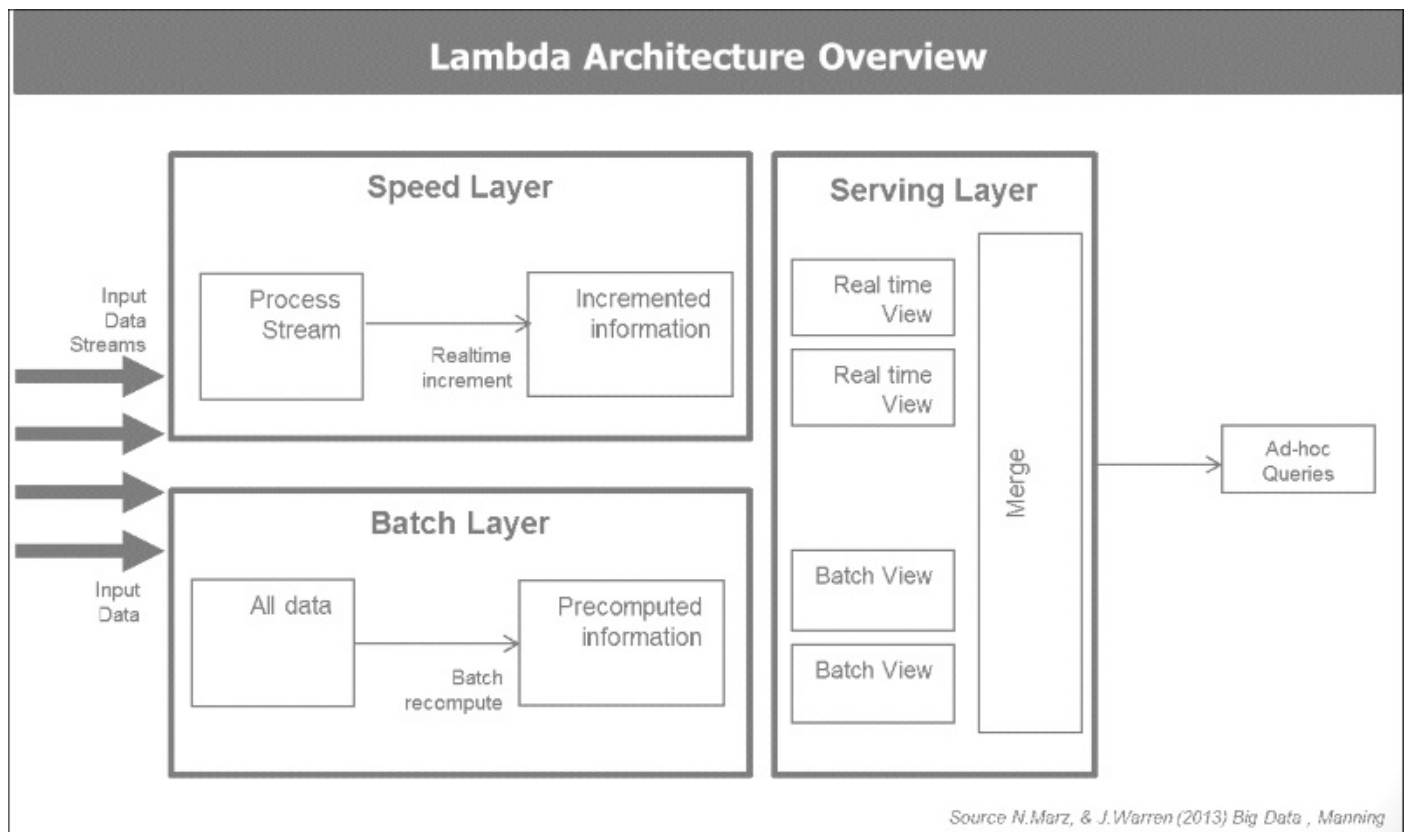 Lambda Architecture Overview
Input
Data
Streams
Input
Data
Speed Layer
Process
Stream
Realtime
increment
Incremented
information
Batch Layer
All data
Batch
recompute
Precomputed
information
Serving Layer
Real time
View
Real time
View
Batch View
Batch View
Merge
Ad-hoc
Queries
Source N.Marz, & J.Warren (2013) Big Data , Manning